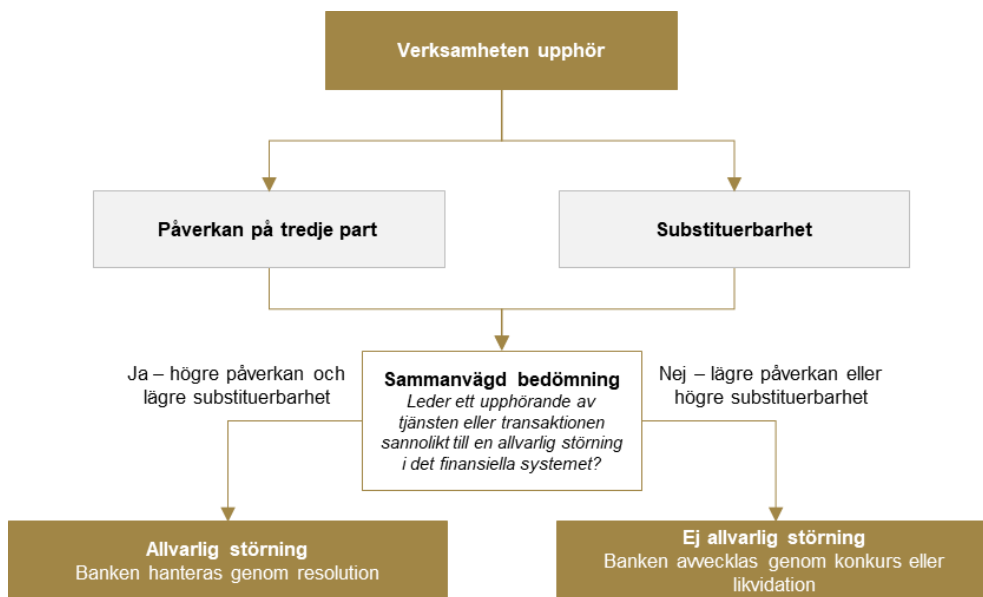 Verksamheten upphör
Påverkan på tredje part
Substituerbarhet
Ja – högre påverkan och
lägre substituerbarhet
Sammanvägd bedömning
Leder ett upphörande av
tjänsten eller transaktionen
sannolikt till en allvarlig störning
i det finansiella systemet?
Nej – lägre påverkan eller
högre substituerbarhet
Allvarlig störning
Banken hanteras genom resolution
Ej allvarlig störning
Banken avvecklas genom konkurs eller
likvidation